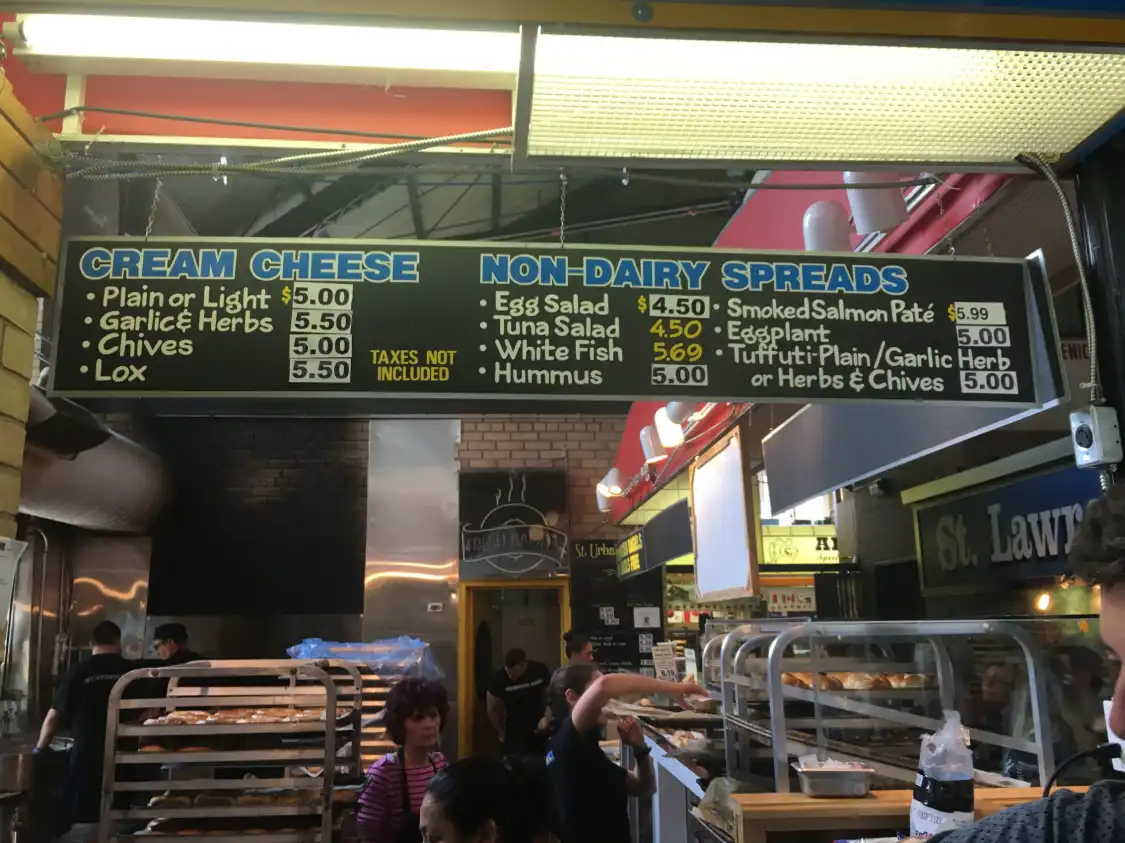 CREAM CHEESE
• Plain or Light $5.00
• Garlic & Herbs 5.50
• Chives 5.00
• Lox 5.50
TAXES NOT
INCLUDED
NON-DAIRY SPREADS
• Egg Salad $4.50
• Tuna Salad 4.50
• White Fish 5.69
• Hummus 5.00
• Smoked Salmon Paté $5.99
• Eggplant 5.00
• Tuffuti-Plain/Garlic Herb
or Herbs & Chives 5.00
St. Lawr
St. Urba